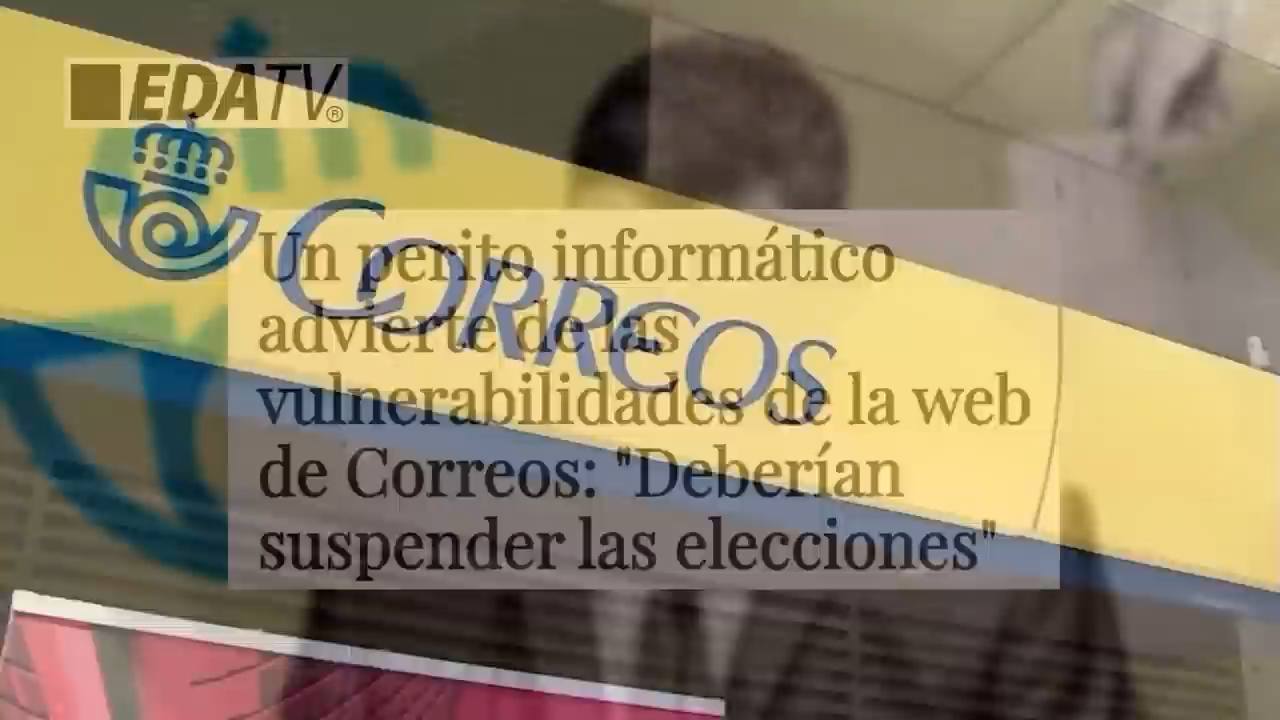 EDATV®
CORREOS
Un perito informático
advierte de las
vulnerabilidades de la web
de Correos: "Deberían
suspender las elecciones"